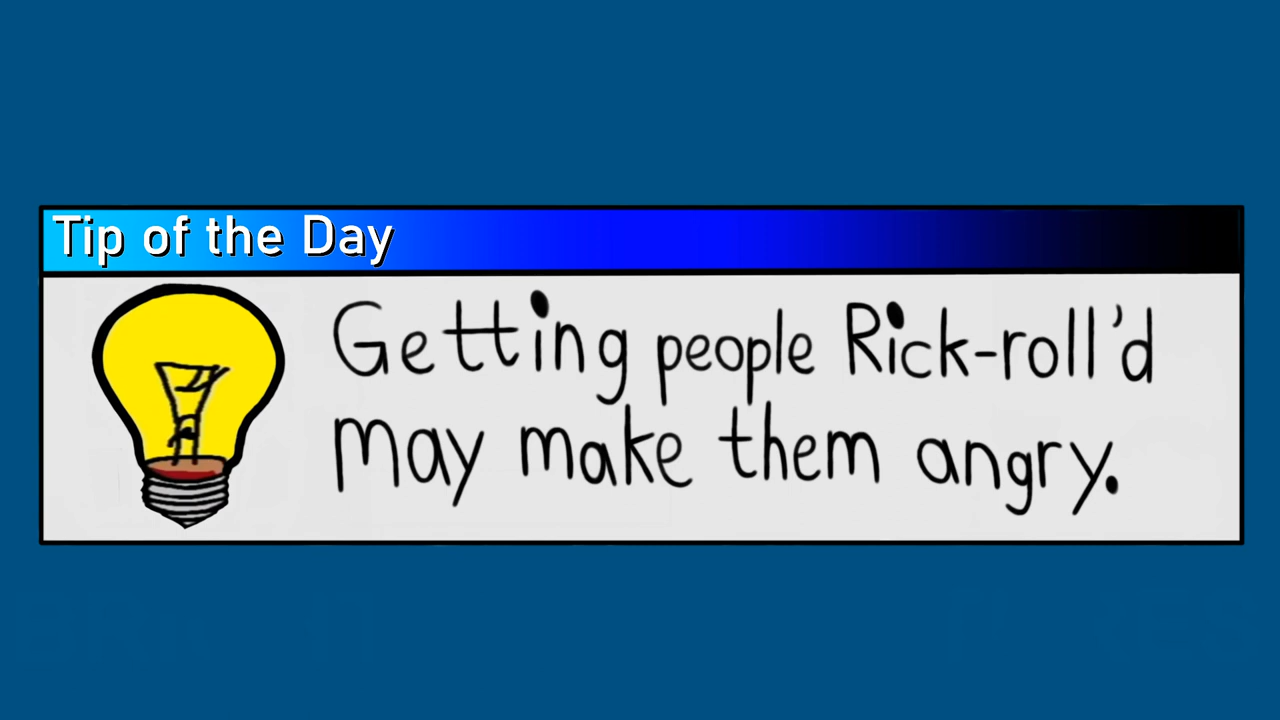 Tip of the Day
Getting people Rick-roll'd
may make them angry.